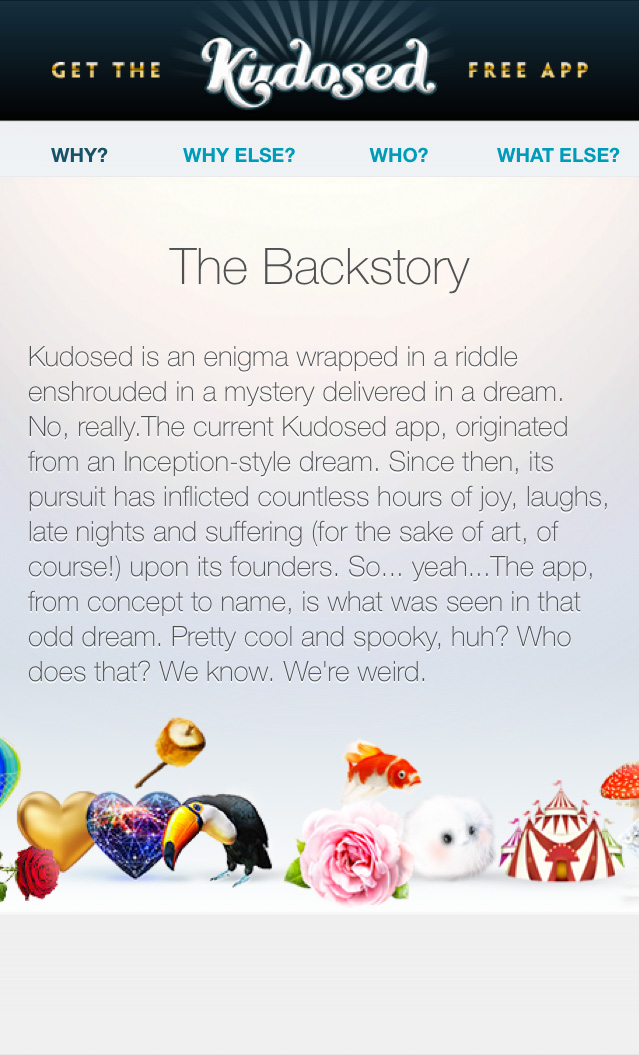 GET THE Kudosed. FREE APP
WHY? WHY ELSE? WHO? WHAT ELSE?
The Backstory
Kudosed is an enigma wrapped in a riddle
enshrouded in a mystery delivered in a dream.
No, really.The current Kudosed app, originated
from an Inception-style dream. Since then, its
pursuit has inflicted countless hours of joy, laughs,
late nights and suffering (for the sake of art, of
course!) upon its founders. So... yeah...The app,
from concept to name, is what was seen in that
odd dream. Pretty cool and spooky, huh? Who
does that? We know. We're weird.